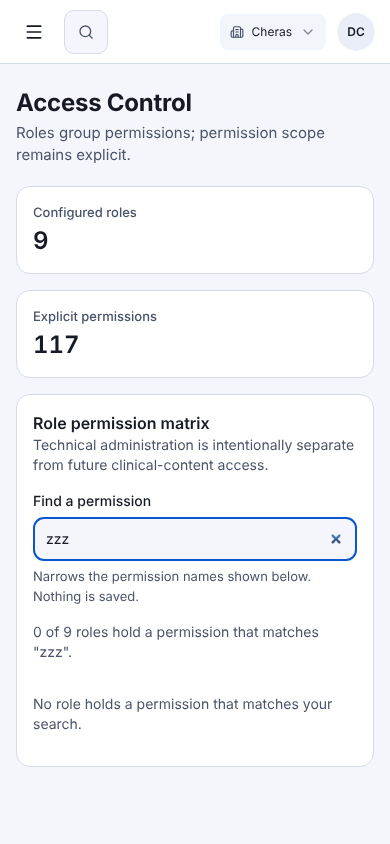 Cheras
DC
Access Control
Roles group permissions; permission scope
remains explicit.
Configured roles
9
Explicit permissions
117
Role permission matrix
Technical administration is intentionally separate
from future clinical-content access.
Find a permission
zzz
Narrows the permission names shown below.
Nothing is saved.
0 of 9 roles hold a permission that matches
"zzz".
No role holds a permission that matches your
search.